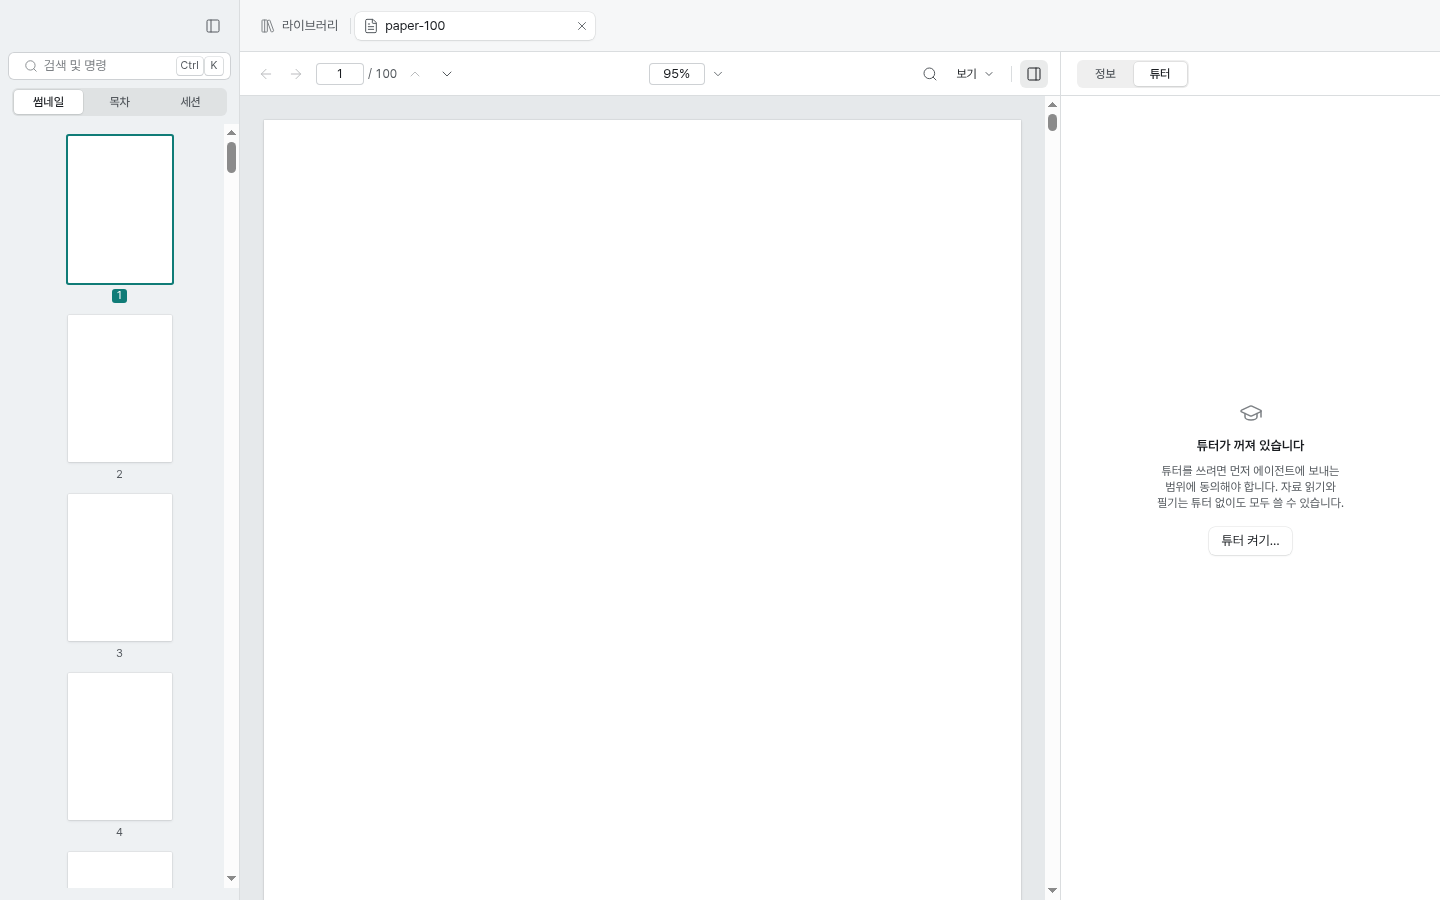 라이브러리
paper-100
검색 및 명령
Ctrl
K
1
/ 100
95%
보기
정보
튜터
썸네일
목차
세션
1
2
3
4
튜터가 꺼져 있습니다
튜터를 쓰려면 먼저 에이전트에 보내는
범위에 동의해야 합니다. 자료 읽기와
필기는 튜터 없이도 모두 쓸 수 있습니다.
튜터 켜기...